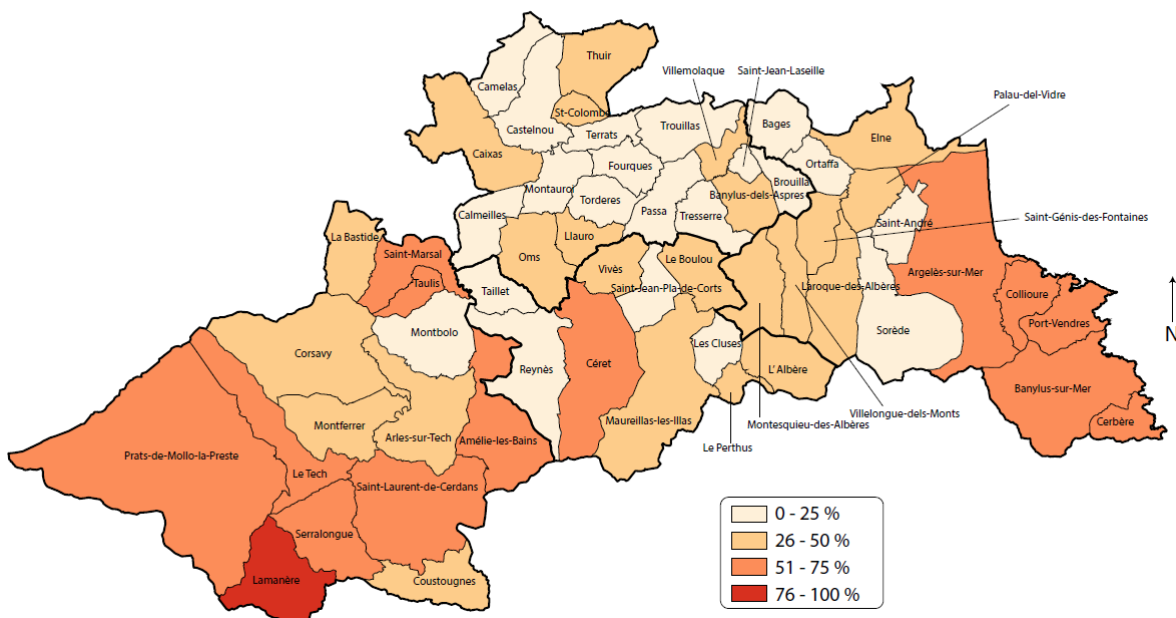 Thuir
Villemolaque
Saint-Jean-Laseille
Camelas
Palau-del-Vidre
St-Colombe
Castelnou
Terrats
Trouillas
Bages
Elne
Caixas
Fourques
Ortaffa
Montauroi
Torderes
Passa
Banylus-dels-Aspres
Brouilla
Calmeilles
Tresserre
Saint-Génis-des-Fontaines
Saint-André
La Bastide
Llauro
Saint-Marsal
Oms
Vivès
Le Boulou
Argelès-sur-Mer
Taulis
Taillet
Saint-Jean-Pla-de-Corts
Laroque-des-Albères
Collioure
Port-Vendres
N
Montbolo
Les Cluses
Sorède
Corsavy
Reynès
Céret
L' Albère
Banylus-sur-Mer
Villelongue-dels-Monts
Montferrer
Maureillas-les-Illas
Montesquieu-des-Albères
Cerbère
Arles-sur-Tech
Amélie-les-Bains
Le Perthus
Prats-de-Mollo-la-Preste
Le Tech
Saint-Laurent-de-Cerdans
Serralongue
Lamanère
Coustougnes
0 - 25 %
26 - 50 %
51 - 75 %
76 - 100 %